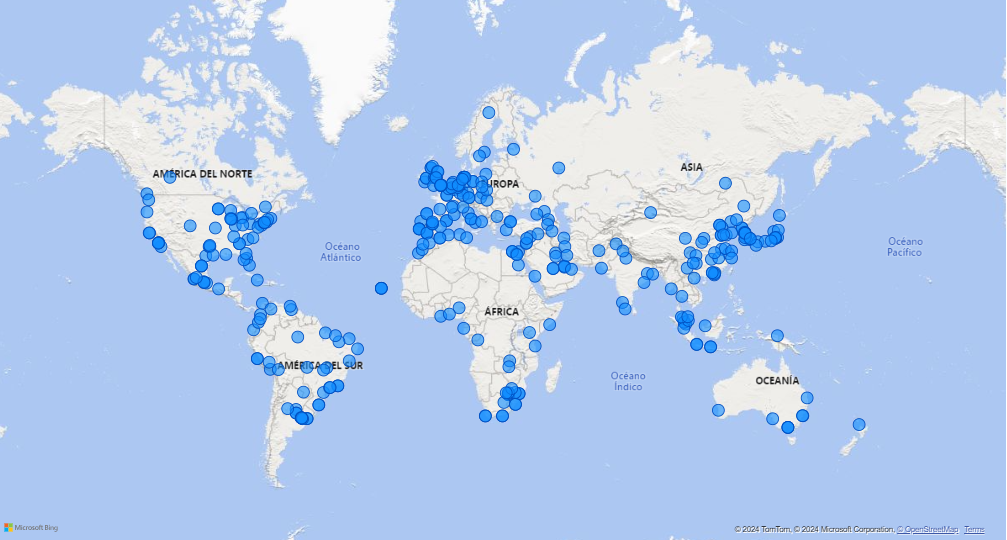 AMÉRICA DEL NORTE
ASIA
EUROPA
Océano
Atlántico
Océano
Pacífico
ÁFRICA
AMÉRICA DEL SUR
Océano
Índico
OCEANÍA
Microsoft Bing
© 2024 TomTom, © 2024 Microsoft Corporation, © OpenStreetMap Terms